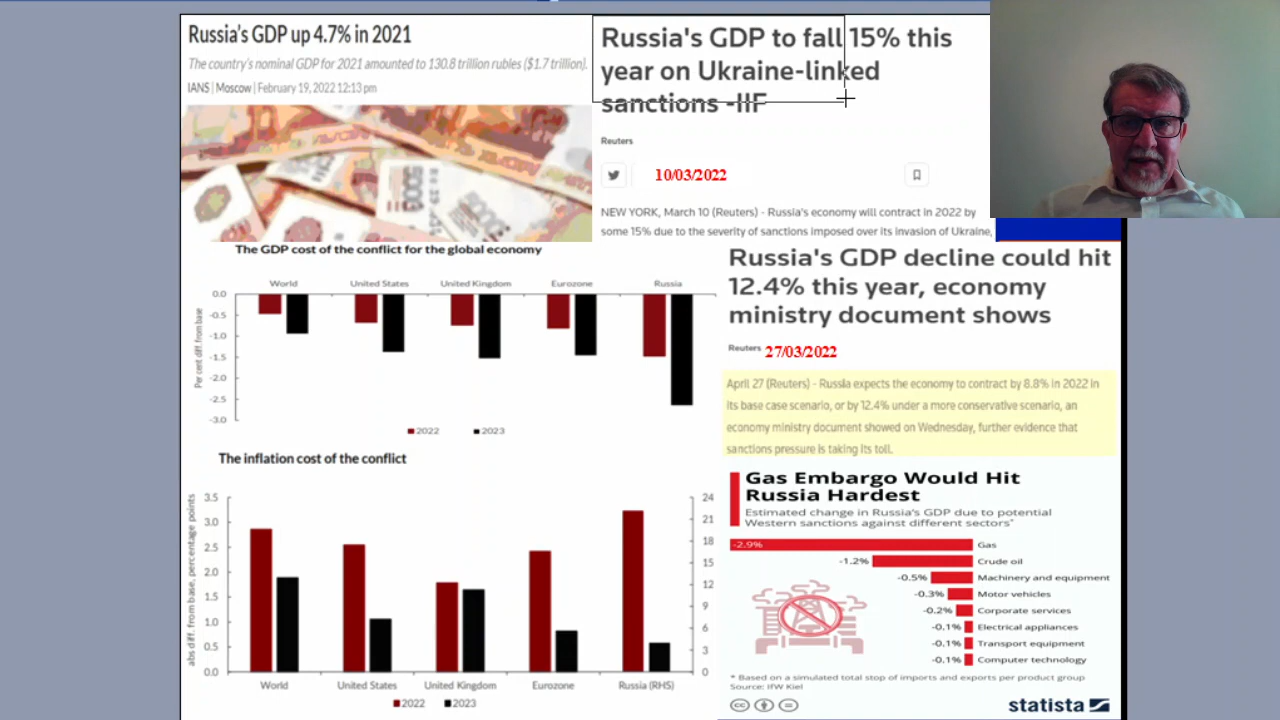 Russia's GDP up 4.7% in 2021
The country's nominal GDP for 2021 amounted to 130.8 trillion rubles ($1.7 trillion).
IANS | Moscow | February 19, 2022 12:13 pm
Russia's GDP to fall 15% this
year on Ukraine-linked
sanctions -IIF
Reuters
10/03/2022
NEW YORK, March 10 (Reuters) - Russia's economy will contract in 2022 by
some 15% due to the severity of sanctions imposed over its invasion of Ukraine,
The GDP cost of the conflict for the global economy
World United States United Kingdom Eurozone Russia
Per cent diff. from base
0.0
-0.5
-1.0
-1.5
-2.0
-2.5
-3.0
2022 2023
Russia's GDP decline could hit
12.4% this year, economy
ministry document shows
Reuters 27/03/2022
April 27 (Reuters) - Russia expects the economy to contract by 8.8% in 2022 in
its base case scenario, or by 12.4% under a more conservative scenario, an
economy ministry document showed on Wednesday, further evidence that
sanctions pressure is taking its toll.
The inflation cost of the conflict
abs diff. from base, percentage points
3.5 24
3.0 21
2.5 18
2.0 15
1.5 12
1.0 9
0.5 6
0.0 3
0
World United States United Kingdom Eurozone Russia (RHS)
2022 2023
Gas Embargo Would Hit
Russia Hardest
Estimated change in Russia's GDP due to potential
Western sanctions against different sectors*
-2.9% Gas
-1.2% Crude oil
-0.5% Machinery and equipment
-0.3% Motor vehicles
-0.2% Corporate services
-0.1% Electrical appliances
-0.1% Transport equipment
-0.1% Computer technology
* Based on a simulated total stop of imports and exports per product group
Source: IfW Kiel
cc
statista